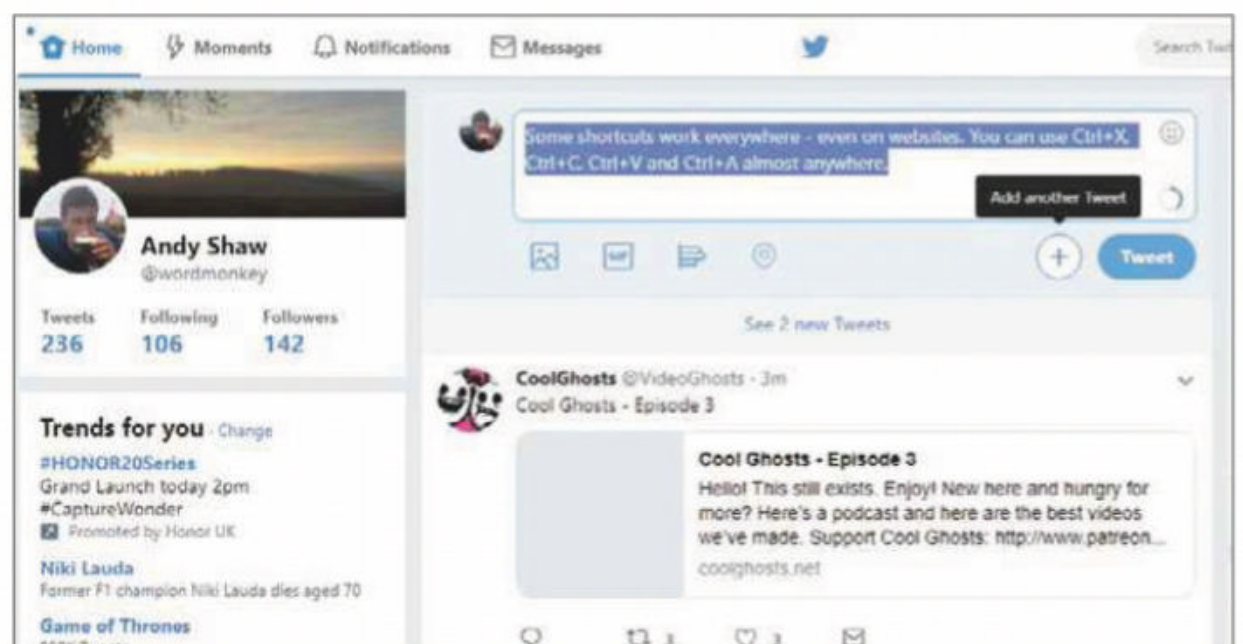 Home Moments Notifications Messages
Some shortcuts work everywhere - even on websites. You can use Ctrl+X,
Ctrl+C, Ctrl+V and Ctrl+A almost anywhere.
Add another Tweet
GIF
Tweet
Andy Shaw
@wordmonkey
Tweets Following Followers
236 106 142
See 2 new Tweets
CoolGhosts @VideoGhosts - 3m
Cool Ghosts - Episode 3
Cool Ghosts - Episode 3
Hello! This still exists. Enjoy! New here and hungry for
more? Here's a podcast and here are the best videos
we've made. Support Cool Ghosts: http://www.patreon...
coolghosts.net
Trends for you · Change
#HONOR20Series
Grand Launch today 2pm
#CaptureWonder
Promoted by Honor UK
Niki Lauda
Former F1 champion Niki Lauda dies aged 70
Game of Thrones
Search